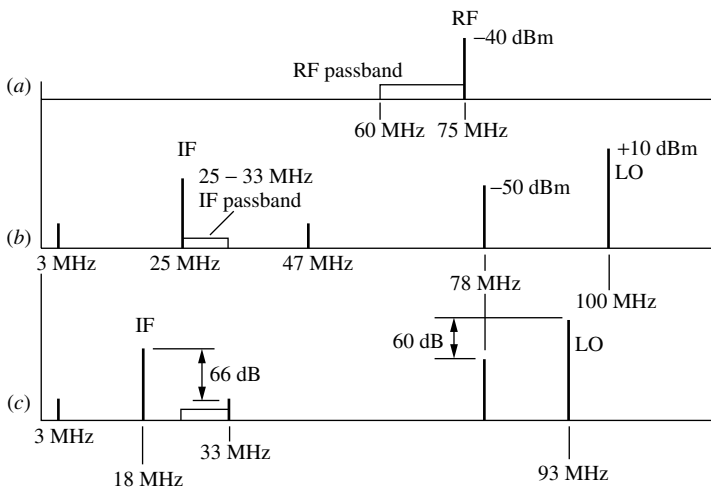 RF
−40 dBm
RF passband
(a)
60 MHz
75 MHz
IF
+10 dBm
LO
25 − 33 MHz
IF passband
−50 dBm
(b)
3 MHz
25 MHz
47 MHz
78 MHz
100 MHz
IF
60 dB
LO
66 dB
(c)
3 MHz
33 MHz
18 MHz
93 MHz